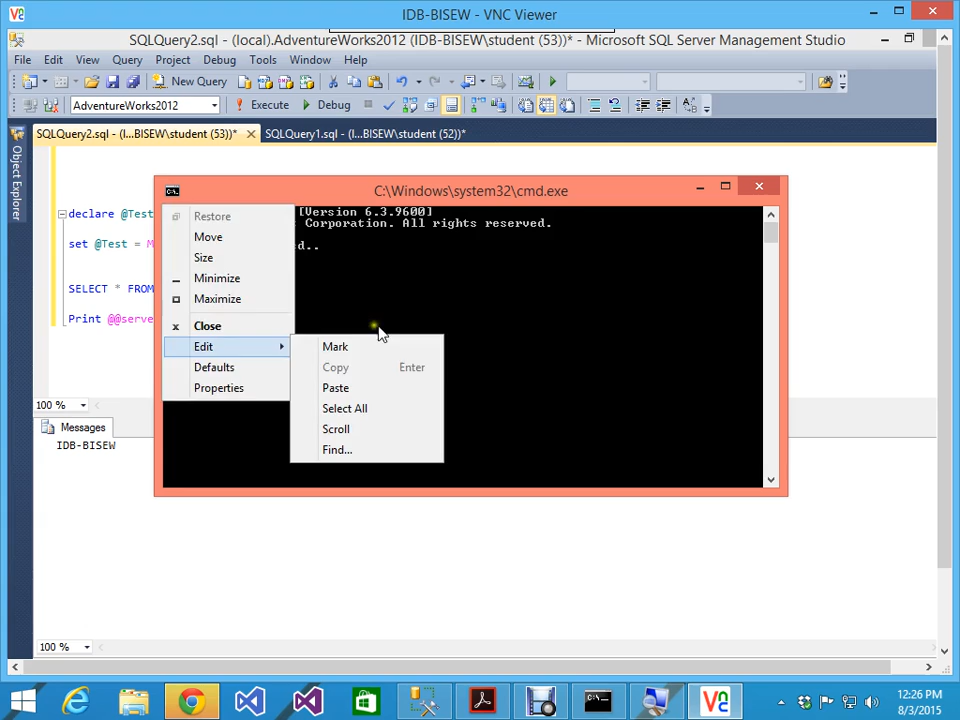 IDB-BISEW - VNC Viewer
SQLQuery2.sql - (local).AdventureWorks2012 (IDB-BISEW\student (53))* - Microsoft SQL Server Management Studio
File Edit View Query Project Debug Tools Window Help
New Query
AdventureWorks2012 Execute Debug
SQLQuery2.sql - (l...BISEW\student (53))* SQLQuery1.sql - (l...BISEW\student (52))*
Object Explorer
declare @Test
set @Test = M
SELECT * FROM
Print @@serve
100 %
Messages
IDB-BISEW
100 %
C:\Windows\system32\cmd.exe
[Version 6.3.9600]
Corporation. All rights reserved.
d..
Restore
Move
Size
Minimize
Maximize
Close
Edit
Defaults
Properties
Mark
Copy Enter
Paste
Select All
Scroll
Find...
12:26 PM
8/3/2015